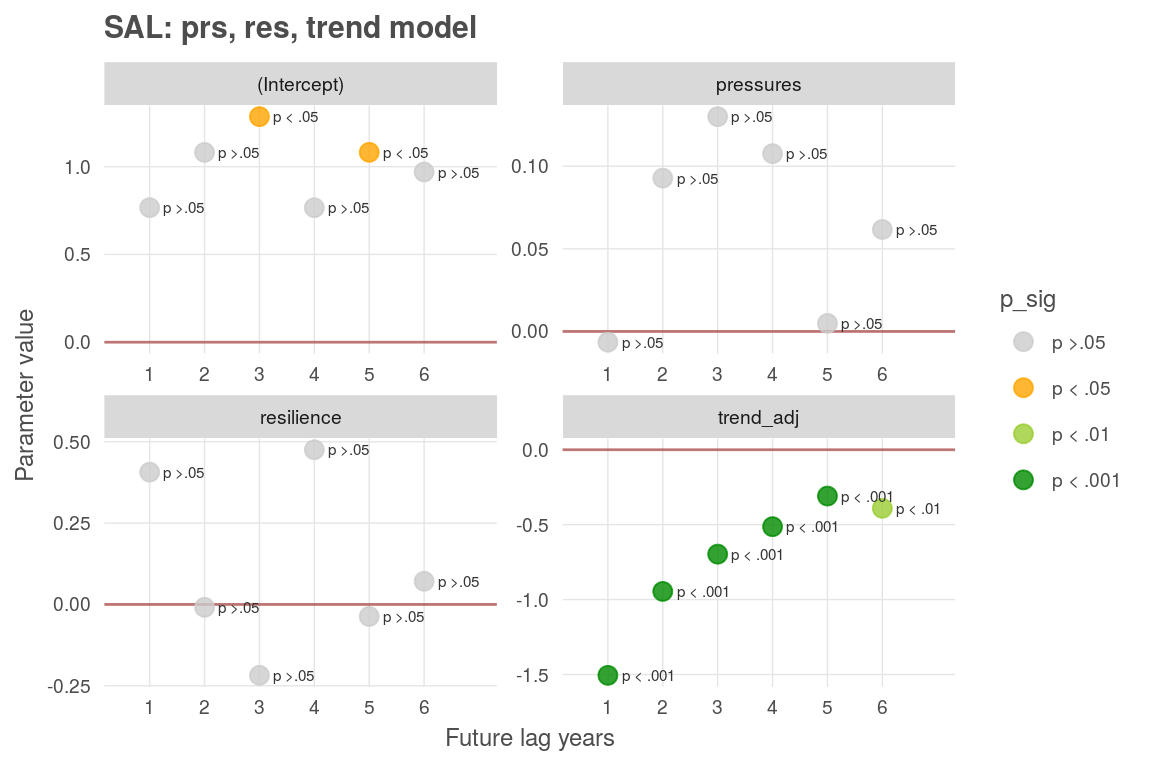 SAL: prs, res, trend model
(Intercept)
p < .05
p >.05
p < .05
p >.05
p >.05
p >.05
1.0
0.5
0.0
1 2 3 4 5 6
pressures
p >.05
p >.05
p >.05
p >.05
p >.05
p >.05
0.10
0.05
0.00
1 2 3 4 5 6
resilience
p >.05
p >.05
p >.05
p >.05
p >.05
p >.05
0.50
0.25
0.00
-0.25
1 2 3 4 5 6
trend_adj
p < .001
p < .01
p < .001
p < .001
p < .001
p < .001
0.0
-0.5
-1.0
-1.5
1 2 3 4 5 6
Parameter value
Future lag years
p_sig
p >.05
p < .05
p < .01
p < .001